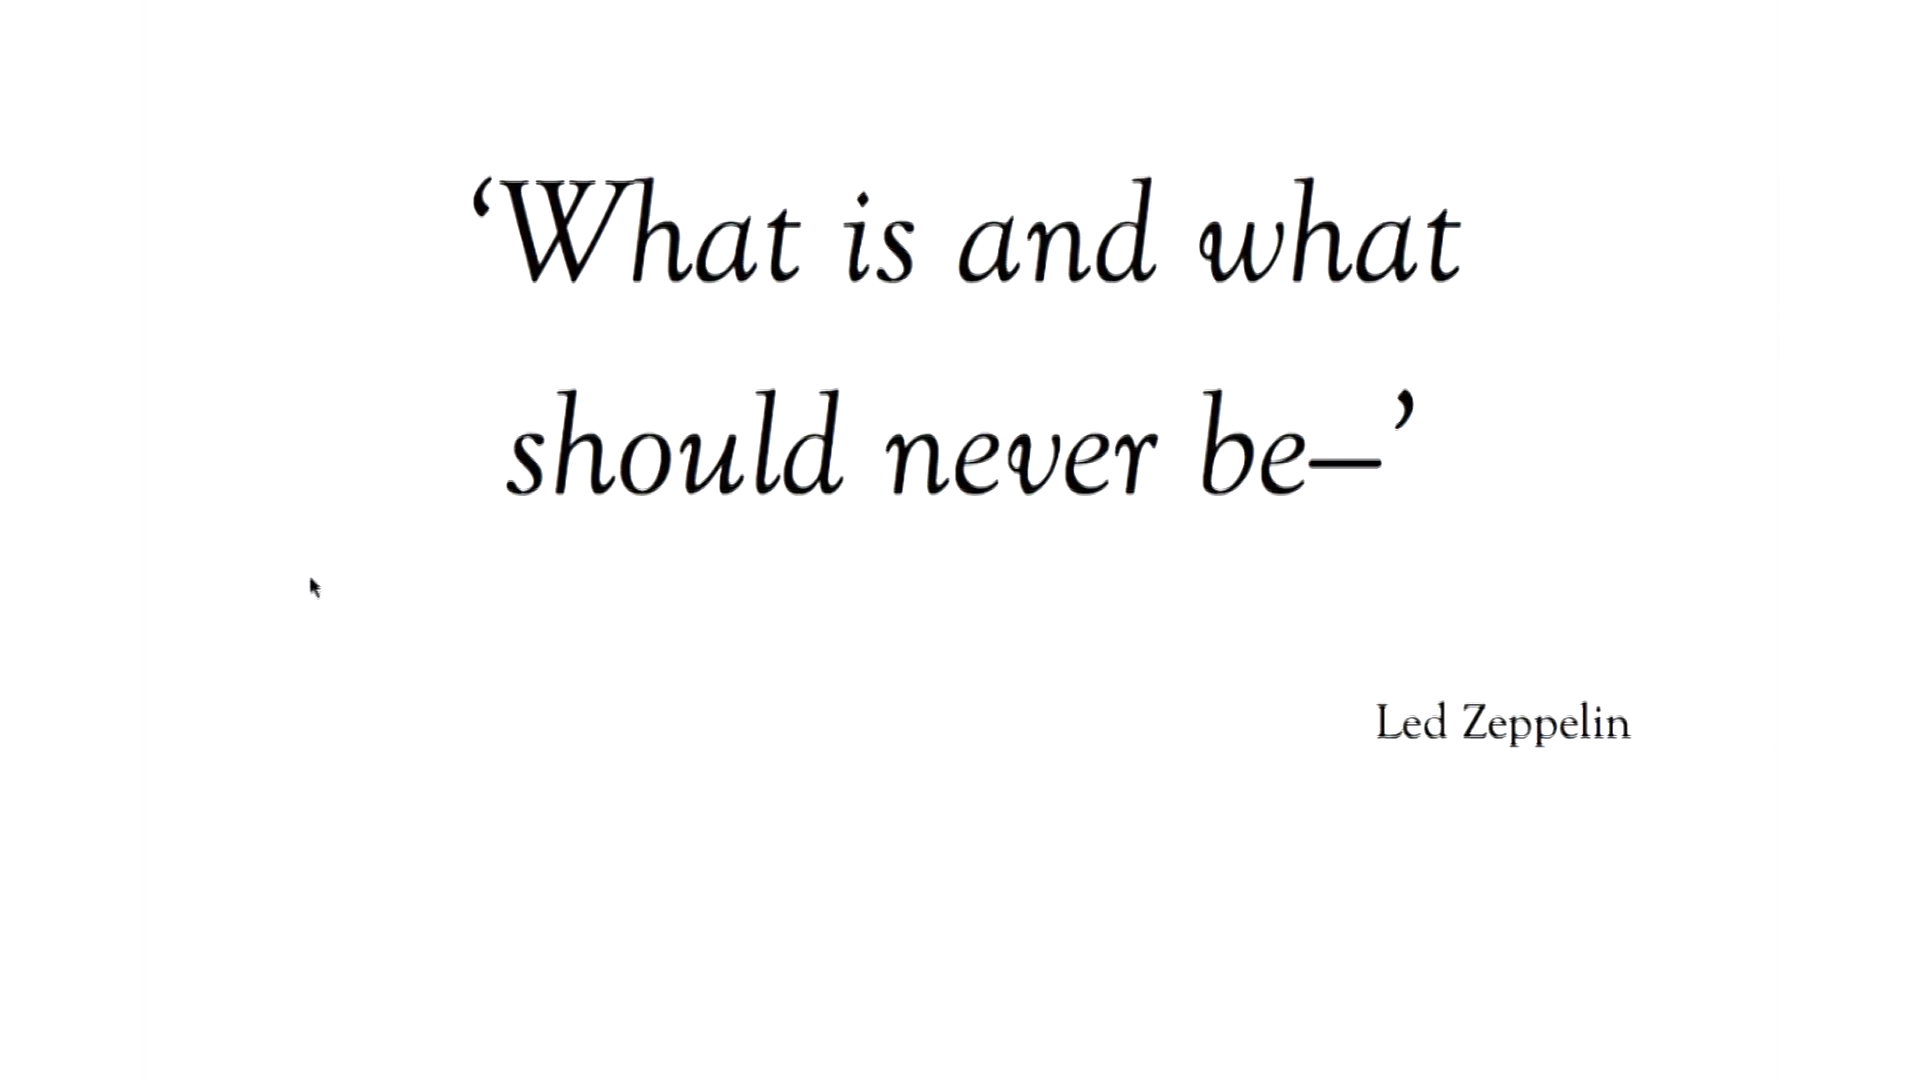 ‘What is and what
should never be–’
Led Zeppelin